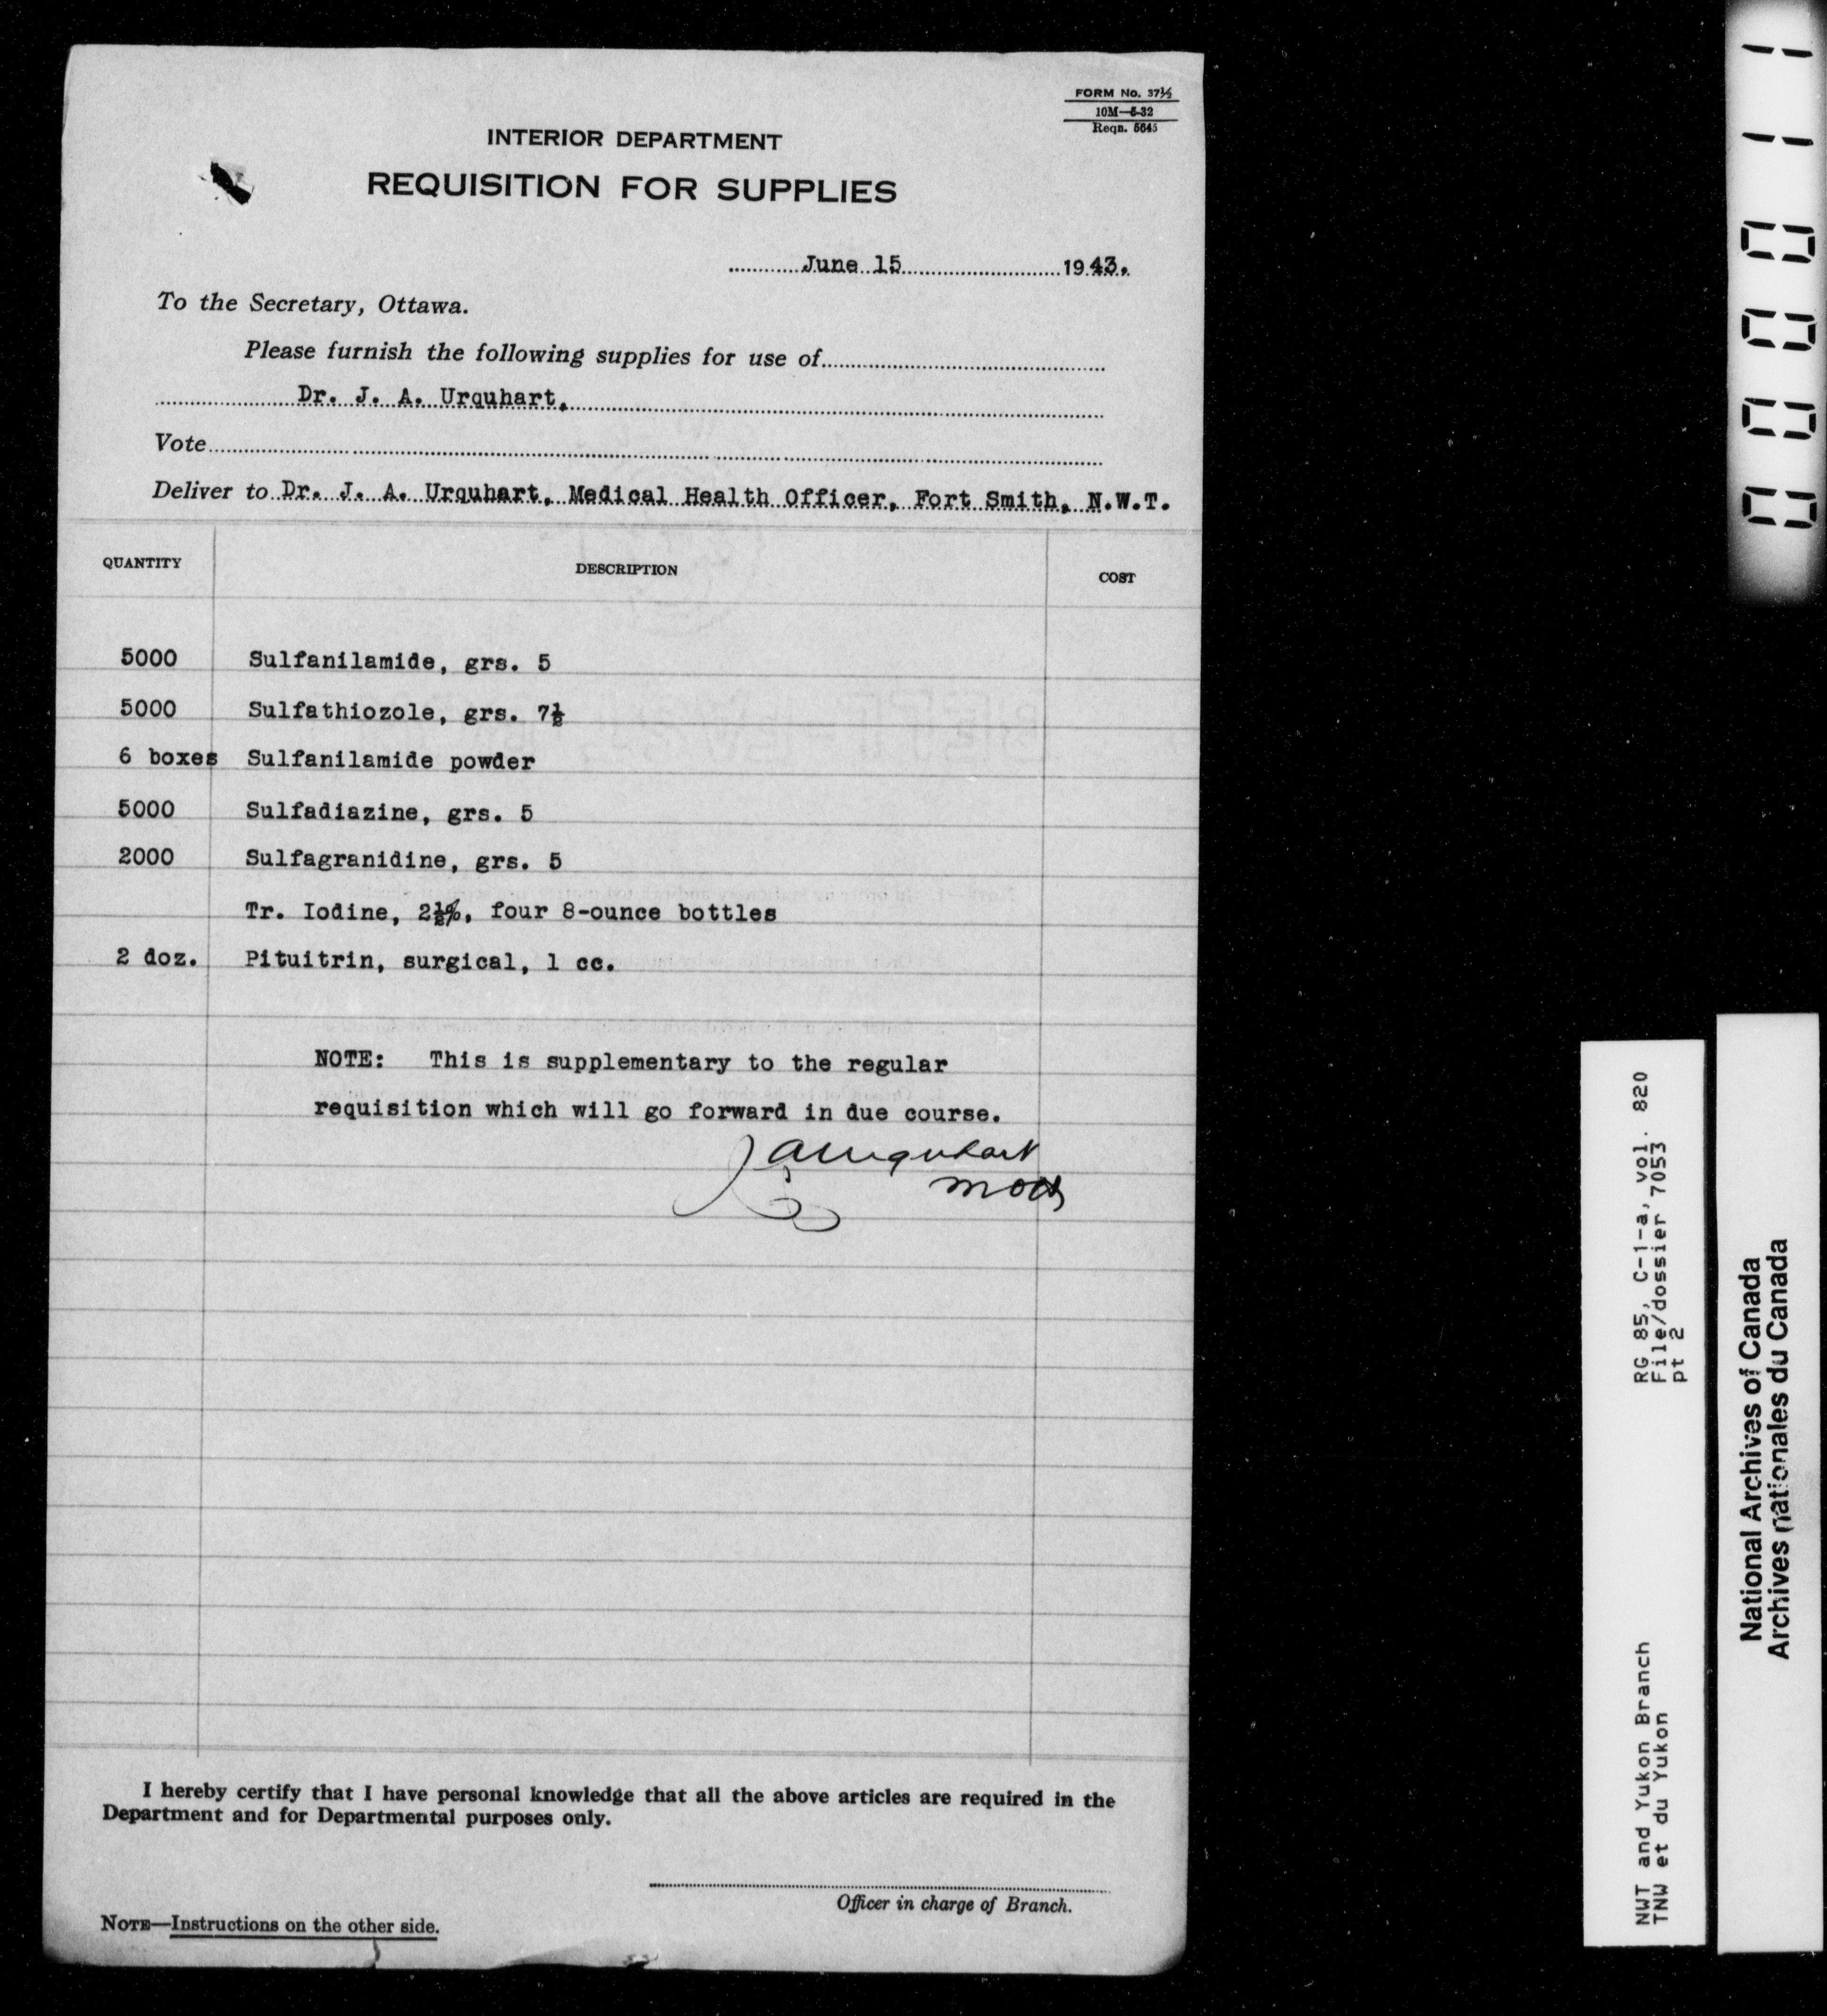 FORM No. 37½
10M—5-32
Reqn. 5645
INTERIOR DEPARTMENT
REQUISITION FOR SUPPLIES
June 15 1943.
To the Secretary, Ottawa.
Please furnish the following supplies for use of
Dr. J. A. Urquhart,
Vote
Deliver to Dr. J. A. Urquhart, Medical Health Officer, Fort Smith, N.W.T.
QUANTITY DESCRIPTION COST
5000 Sulfanilamide, grs. 5
5000 Sulfathiozole, grs. 7½
6 boxes Sulfanilamide powder
5000 Sulfadiazine, grs. 5
2000 Sulfagranidine, grs. 5
Tr. Iodine, 2½%, four 8-ounce bottles
2 doz. Pituitrin, surgical, 1 cc.
NOTE: This is supplementary to the regular
requisition which will go forward in due course.
JAUrquhart
MOH
I hereby certify that I have personal knowledge that all the above articles are required in the
Department and for Departmental purposes only.
Officer in charge of Branch.
NOTE—Instructions on the other side.
000011
NWT and Yukon Branch RG 85, C-1-a, vol. 820
TNW et du Yukon File/dossier 7053
pt 2
National Archives of Canada
Archives nationales du Canada